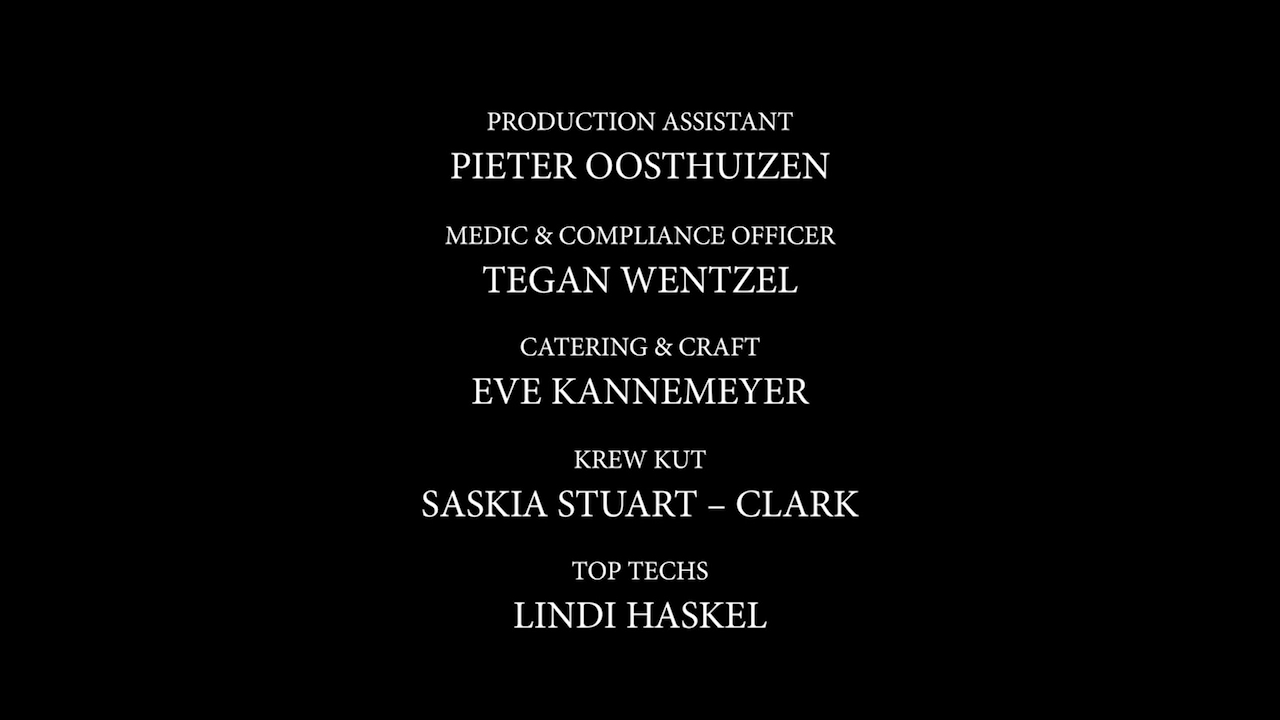 PRODUCTION ASSISTANT
PIETER OOSTHUIZEN
MEDIC & COMPLIANCE OFFICER
TEGAN WENTZEL
CATERING & CRAFT
EVE KANNEMEYER
KREW KUT
SASKIA STUART – CLARK
TOP TECHS
LINDI HASKEL